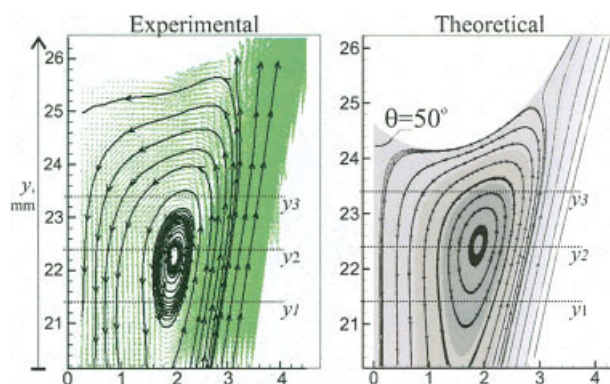 Experimental Theoretical
26 26
25 25
θ=50°
24 24
y, mm
y3 y3
23 23
y2 y2
22 22
y1 y1
21 21
0 1 2 3 4 0 1 2 3 4